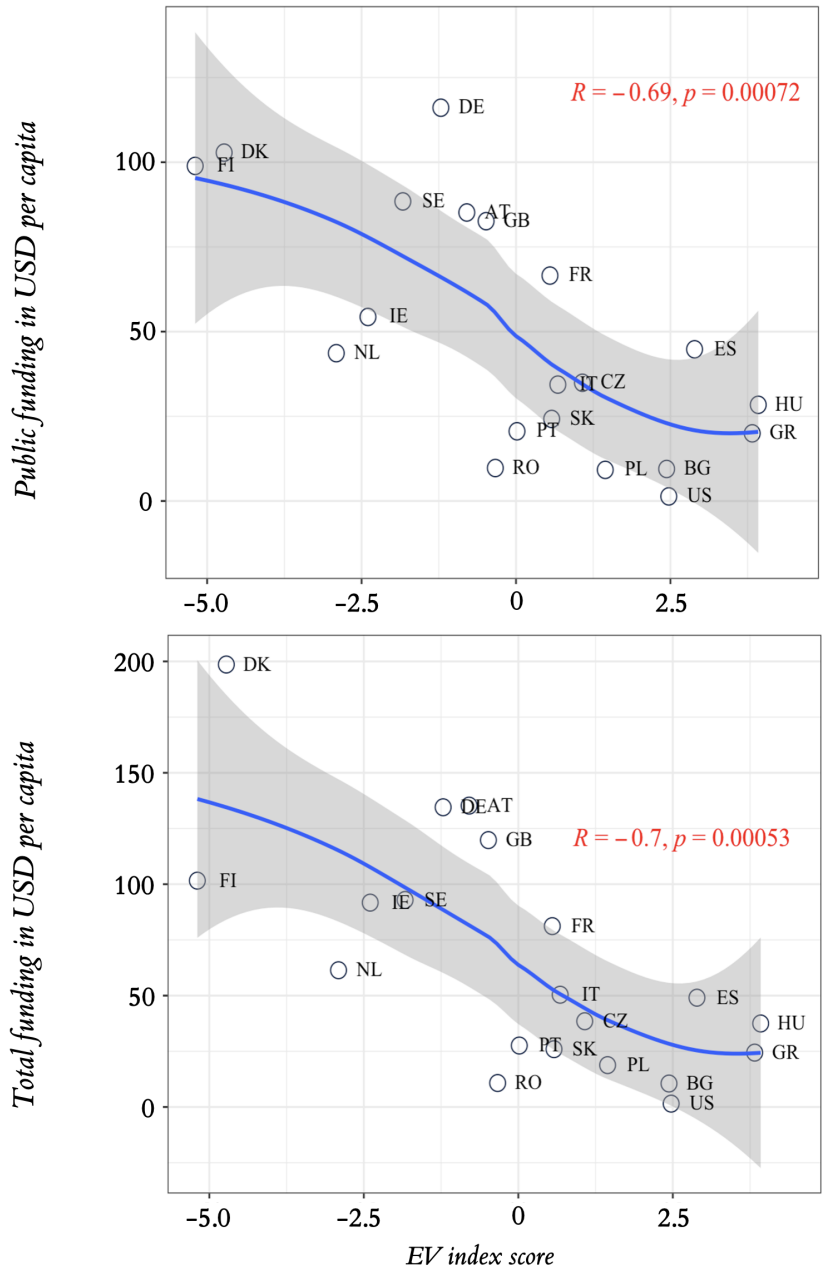 R = −0.69, p = 0.00072
DE
DK
FI
100
SE
AT
GB
FR
IE
50
NL
ES
IT
CZ
HU
SK
PT
GR
RO
PL
BG
US
0
Public funding in USD per capita
−5.0
−2.5
0
2.5
200
DK
150
DE
AT
GB
R = −0.7, p = 0.00053
100
FI
IE
SE
FR
NL
50
IT
ES
CZ
HU
PT
SK
GR
PL
RO
BG
US
0
Total funding in USD per capita
−5.0
−2.5
0
2.5
EV index score